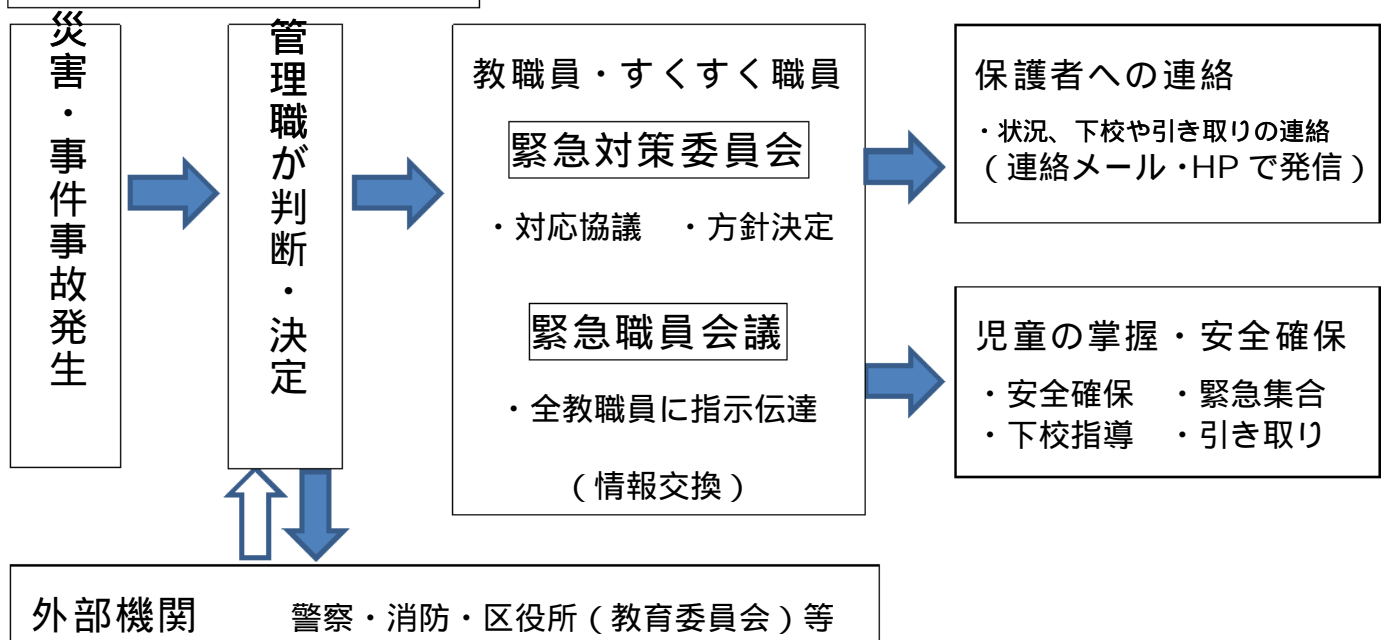 災害・事件事故発生
管理職が判断・決定
教職員・すくすく職員
緊急対策委員会
・対応協議　・方針決定
緊急職員会議
・全教職員に指示伝達
（情報交換）
保護者への連絡
・状況、下校や引き取りの連絡
（連絡メール・HPで発信）
児童の掌握・安全確保
・安全確保　・緊急集合
・下校指導　・引き取り
外部機関　警察・消防・区役所（教育委員会）等